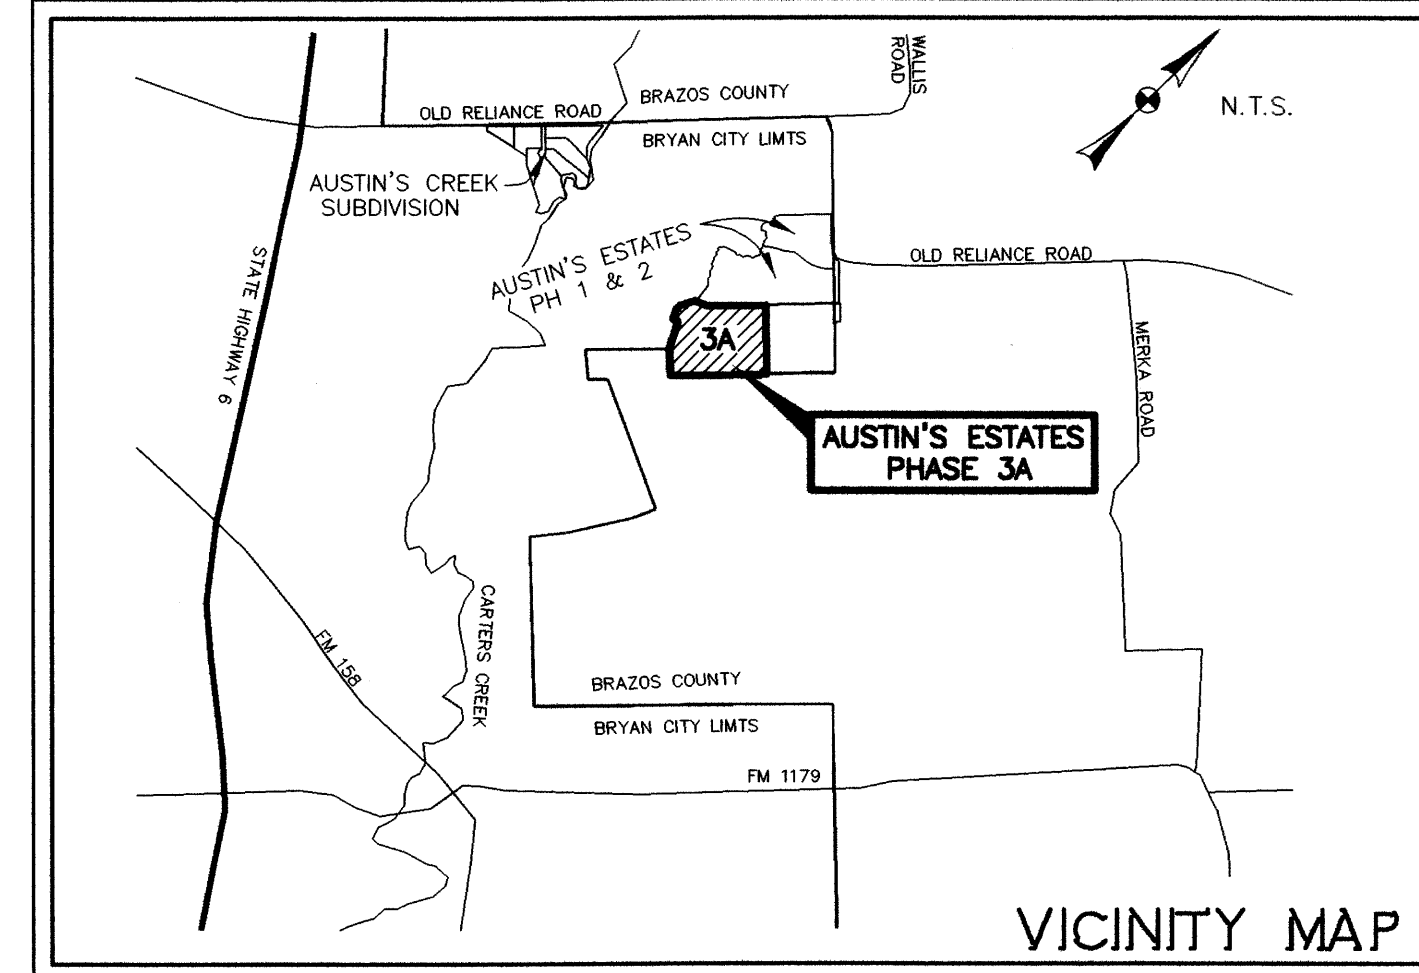 WALLIS
ROAD
BRAZOS COUNTY
OLD RELIANCE ROAD
N.T.S.
BRYAN CITY LIMTS
AUSTIN'S CREEK
SUBDIVISION
AUSTIN'S ESTATES
PH 1 & 2
OLD RELIANCE ROAD
STATE HIGHWAY 6
3A
MERKA ROAD
AUSTIN'S ESTATES
PHASE 3A
CARTERS CREEK
FM 158
BRAZOS COUNTY
BRYAN CITY LIMTS
FM 1179
VICINITY MAP